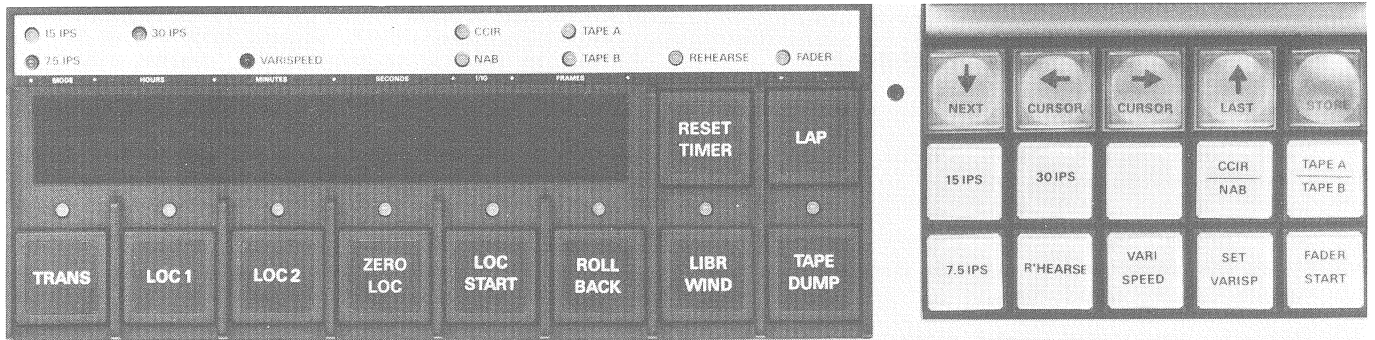 15 IPS 30 IPS CCIR TAPE A
7.5 IPS VARISPEED NAB TAPE B REHEARSE FADER
MODE HOURS MINUTES SECONDS 1/10 FRAMES
RESET
TIMER
LAP
TRANS
LOC 1
LOC 2
ZERO
LOC
LOC
START
ROLL
BACK
LIBR
WIND
TAPE
DUMP
NEXT
CURSOR
CURSOR
LAST
STORE
15 IPS
30 IPS
CCIR
NAB
TAPE A
TAPE B
7.5 IPS
R'HEARSE
VARI
SPEED
SET
VARISP
FADER
START